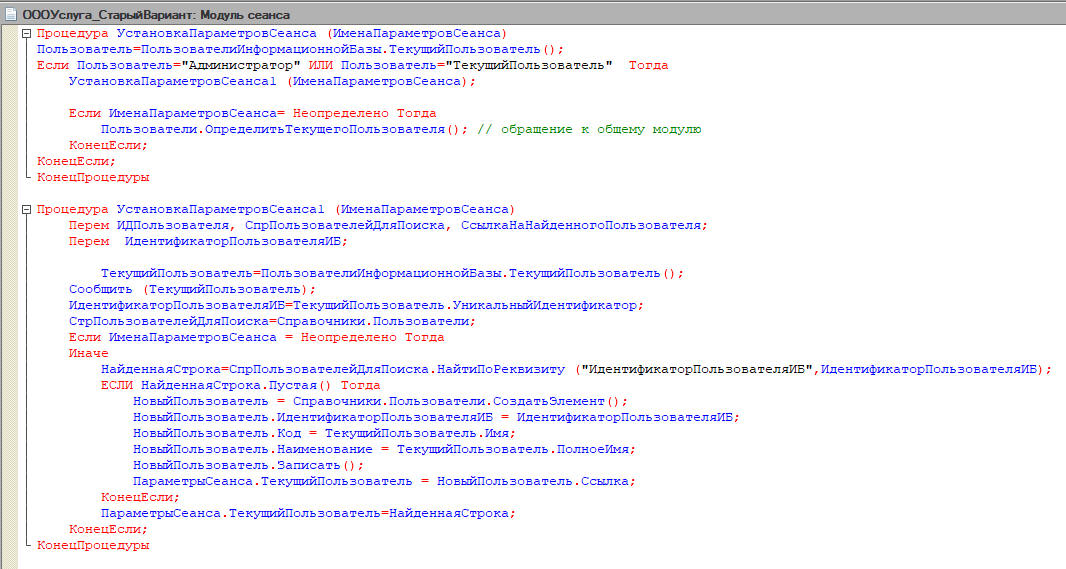 ОООУслуга_СтарыйВариант: Модуль сеанса
Процедура УстановкаПараметровСеанса (ИменаПараметровСеанса)
Пользователь=ПользователиИнформационнойБазы.ТекущийПользователь();
Если Пользователь="Администратор" ИЛИ Пользователь="ТекущийПользователь"  Тогда
    УстановкаПараметровСеанса1 (ИменаПараметровСеанса);
    Если ИменаПараметровСеанса= Неопределено Тогда
        Пользователи.ОпределитьТекущегоПользователя(); // обращение к общему модулю
    КонецЕсли;
КонецЕсли;
КонецПроцедуры
Процедура УстановкаПараметровСеанса1 (ИменаПараметровСеанса)
    Перем ИДПользователя, СпрПользователейДляПоиска, СсылкаНаНайденногоПользователя;
    Перем  ИдентификаторПользователяИБ;
        ТекущийПользователь=ПользователиИнформационнойБазы.ТекущийПользователь();
    Сообщить (ТекущийПользователь);
    ИдентификаторПользователяИБ=ТекущийПользователь.УникальныйИдентификатор;
    СтрПользователейДляПоиска=Справочники.Пользователи;
    Если ИменаПараметровСеанса = Неопределено Тогда
    Иначе
        НайденнаяСтрока=СпрПользователейДляПоиска.НайтиПоРеквизиту ("ИдентификаторПользователяИБ",ИдентификаторПользователяИБ);
        ЕСЛИ НайденнаяСтрока.Пустая() Тогда
            НовыйПользователь = Справочники.Пользователи.СоздатьЭлемент();
            НовыйПользователь.ИдентификаторПользователяИБ = ИдентификаторПользователяИБ;
            НовыйПользователь.Код = ТекущийПользователь.Имя;
            НовыйПользователь.Наименование = ТекущийПользователь.ПолноеИмя;
            НовыйПользователь.Записать();
            ПараметрыСеанса.ТекущийПользователь = НовыйПользователь.Ссылка;
        КонецЕсли;
        ПараметрыСеанса.ТекущийПользователь=НайденнаяСтрока;
    КонецЕсли;
КонецПроцедуры